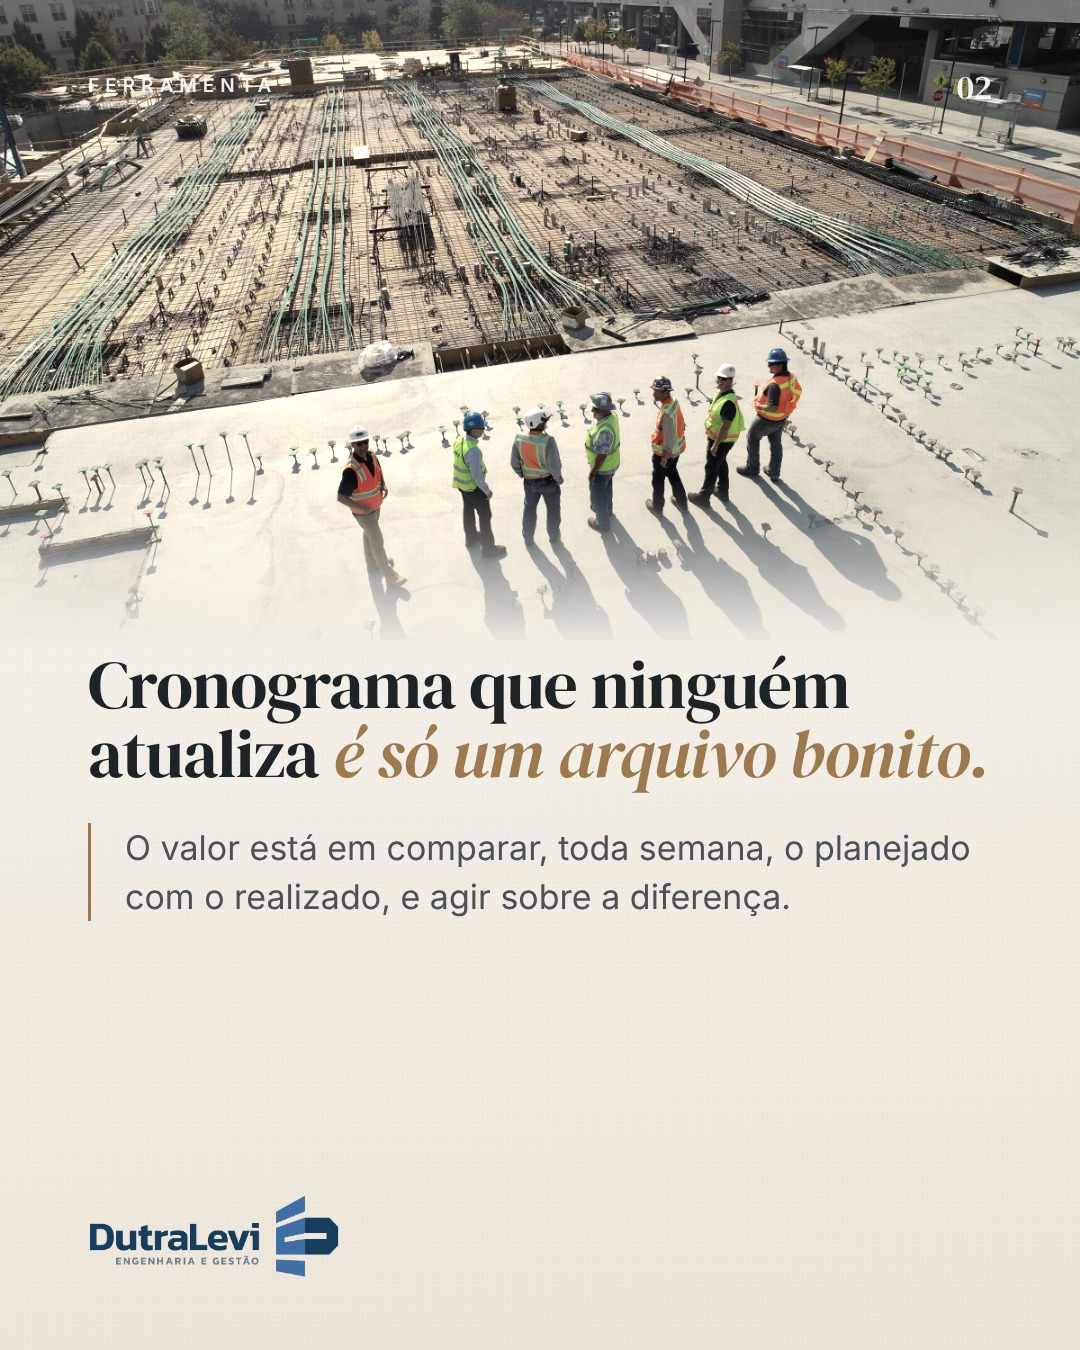 FERRAMENTA
02
Cronograma que ninguém
atualiza é só um arquivo bonito.
O valor está em comparar, toda semana, o planejado
com o realizado, e agir sobre a diferença.
DutraLevi
ENGENHARIA E GESTÃO